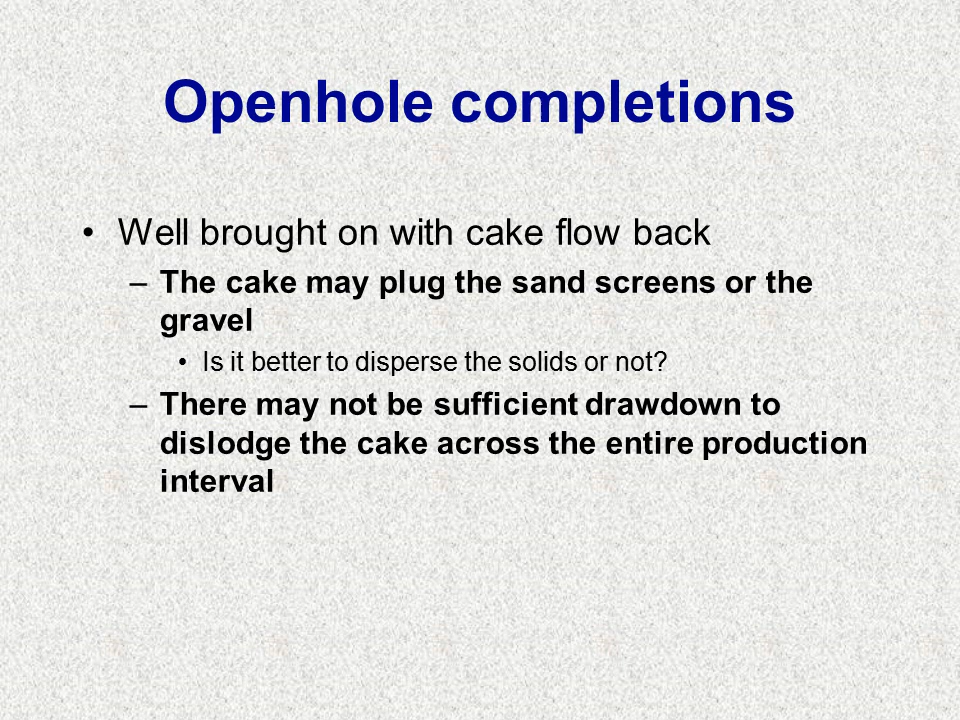 Openhole completions
• Well brought on with cake flow back
– The cake may plug the sand screens or the
gravel
• Is it better to disperse the solids or not?
– There may not be sufficient drawdown to
dislodge the cake across the entire production
interval